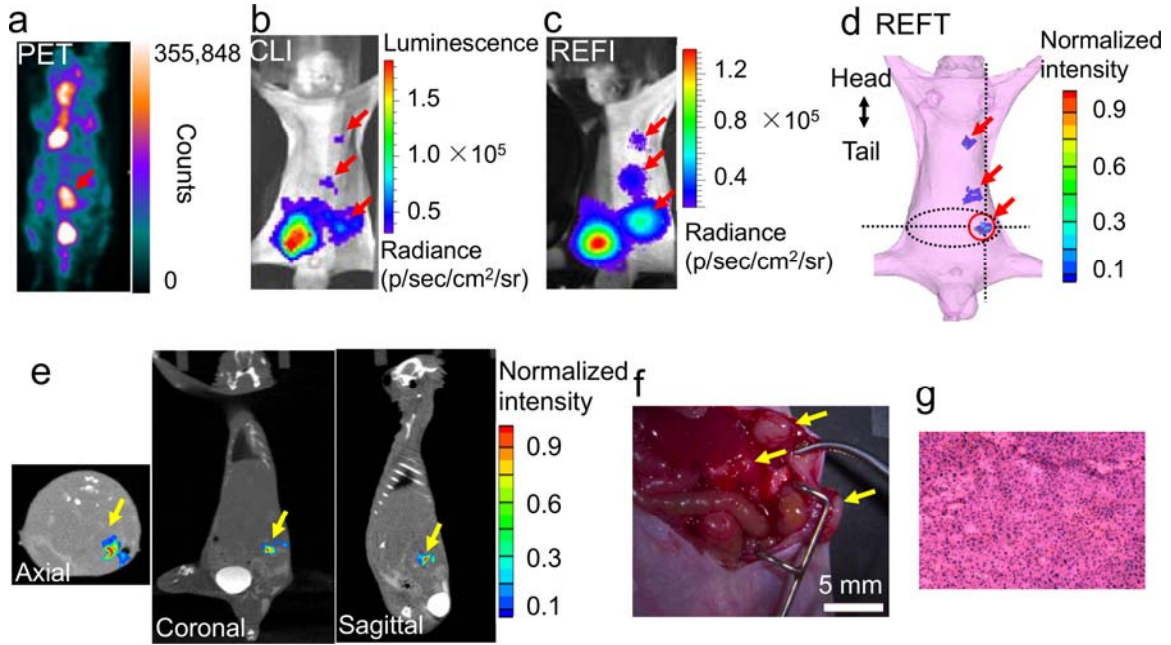 a
PET
355,848
Counts
0
b
CLI
Luminescence
1.5
1.0 ×10⁵
0.5
Radiance
(p/sec/cm²/sr)
c
REFI
1.2
0.8 ×10⁵
0.4
Radiance
(p/sec/cm²/sr)
d REFT
Head
Tail
Normalized
intensity
0.9
0.6
0.3
0.1
e
Axial
Coronal
Sagittal
Normalized
intensity
0.9
0.6
0.3
0.1
f
5 mm
g